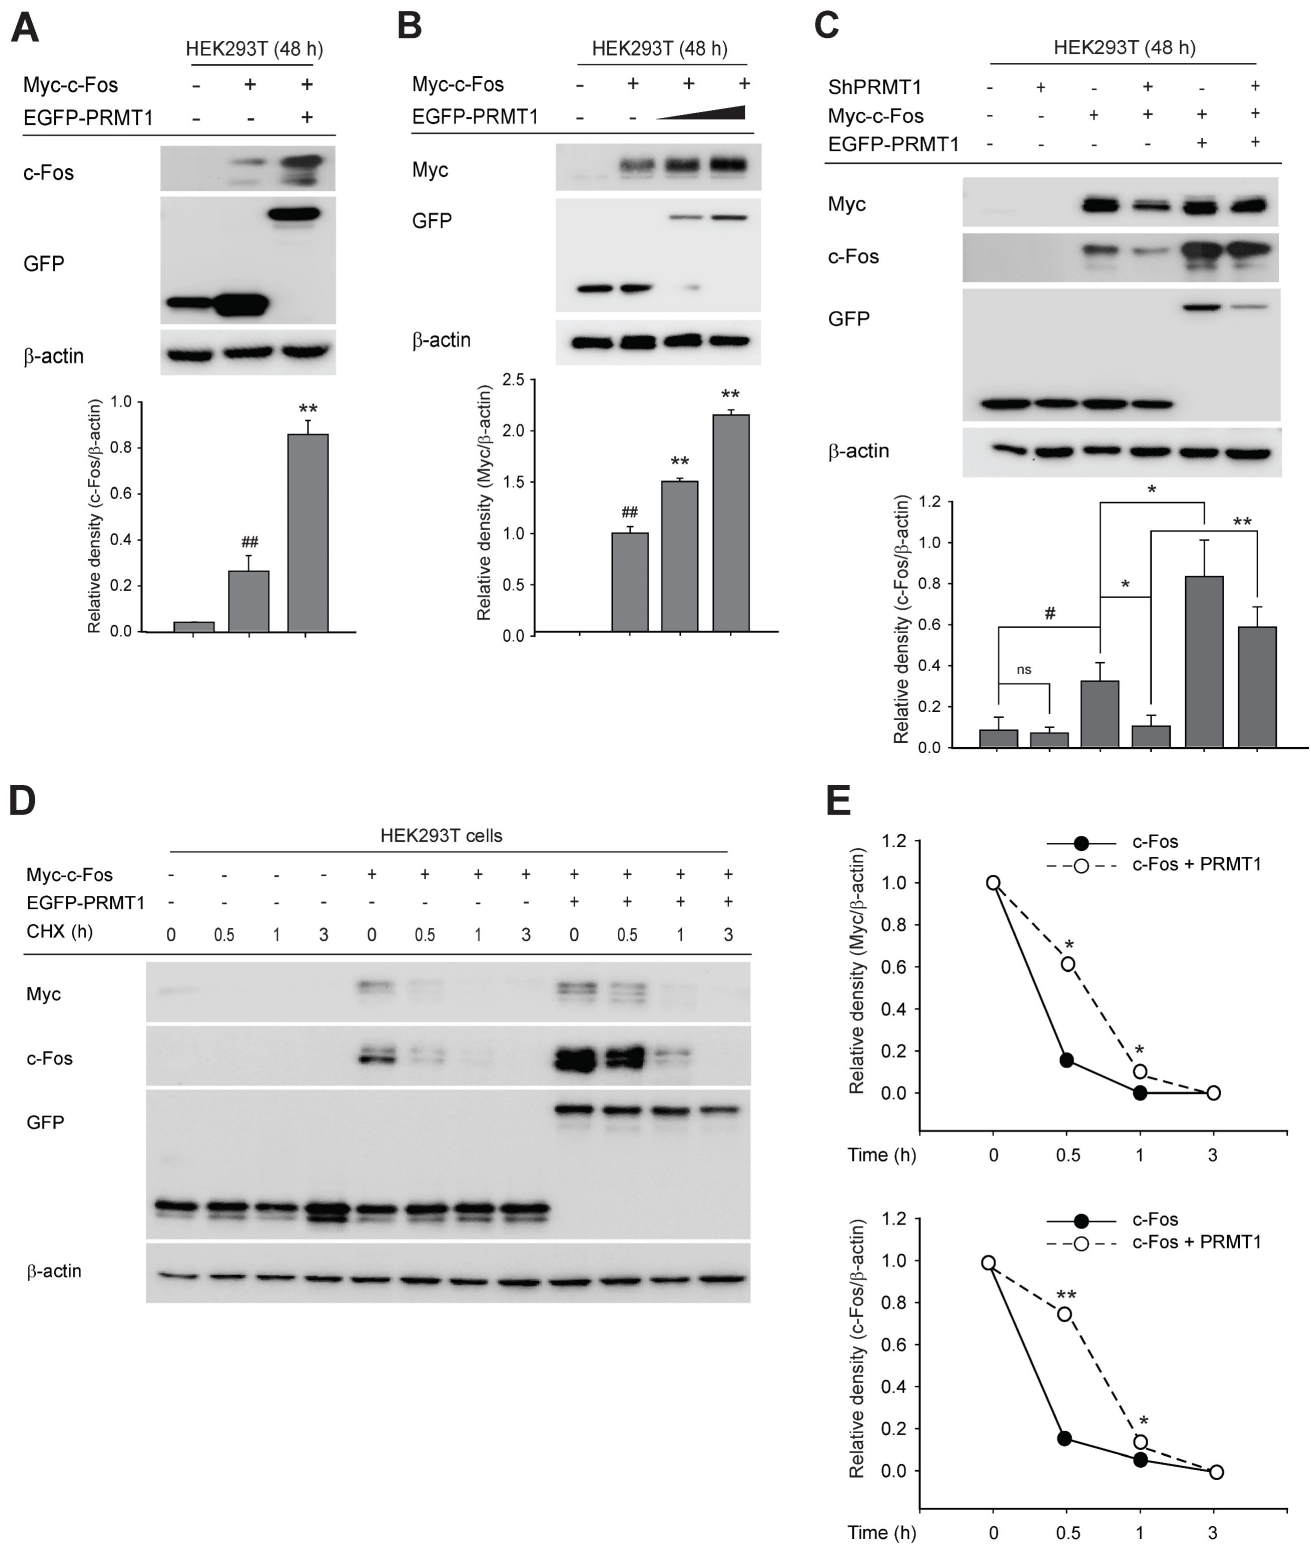 A
HEK293T (48 h)
Myc-c-Fos - + +
EGFP-PRMT1 - - +
c-Fos
GFP
β-actin
Relative density (c-Fos/β-actin)
1.0
0.8
0.6
0.4
0.2
0.0
##
**
B
HEK293T (48 h)
Myc-c-Fos - + + +
EGFP-PRMT1 -
Myc
GFP
β-actin
Relative density (Myc/β-actin)
2.5
2.0
1.5
1.0
0.5
0.0
##
**
**
C
HEK293T (48 h)
ShPRMT1 - + - + - +
Myc-c-Fos - - + + + +
EGFP-PRMT1 - - - - + +
Myc
c-Fos
GFP
β-actin
Relative density (c-Fos/β-actin)
1.2
1.0
0.8
0.6
0.4
0.2
0.0
ns
#
*
*
**
D
HEK293T cells
Myc-c-Fos - - - - + + + + + + + +
EGFP-PRMT1 - - - - - - - - + + + +
CHX (h) 0 0.5 1 3 0 0.5 1 3 0 0.5 1 3
Myc
c-Fos
GFP
β-actin
E
Relative density (Myc/β-actin)
1.2
1.0
0.8
0.6
0.4
0.2
0.0
c-Fos
c-Fos + PRMT1
*
*
Time (h) 0 0.5 1 3
Relative density (c-Fos/β-actin)
1.2
1.0
0.8
0.6
0.4
0.2
0.0
c-Fos
c-Fos + PRMT1
**
*
Time (h) 0 0.5 1 3